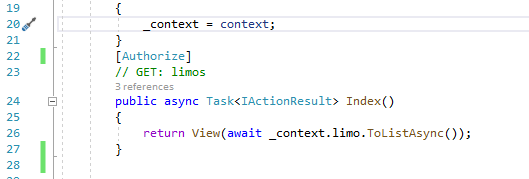 19 {
20 _context = context;
21 }
22 [Authorize]
23 // GET: limos
3 references
24 public async Task<IActionResult> Index()
25 {
26 return View(await _context.limo.ToListAsync());
27 }
28